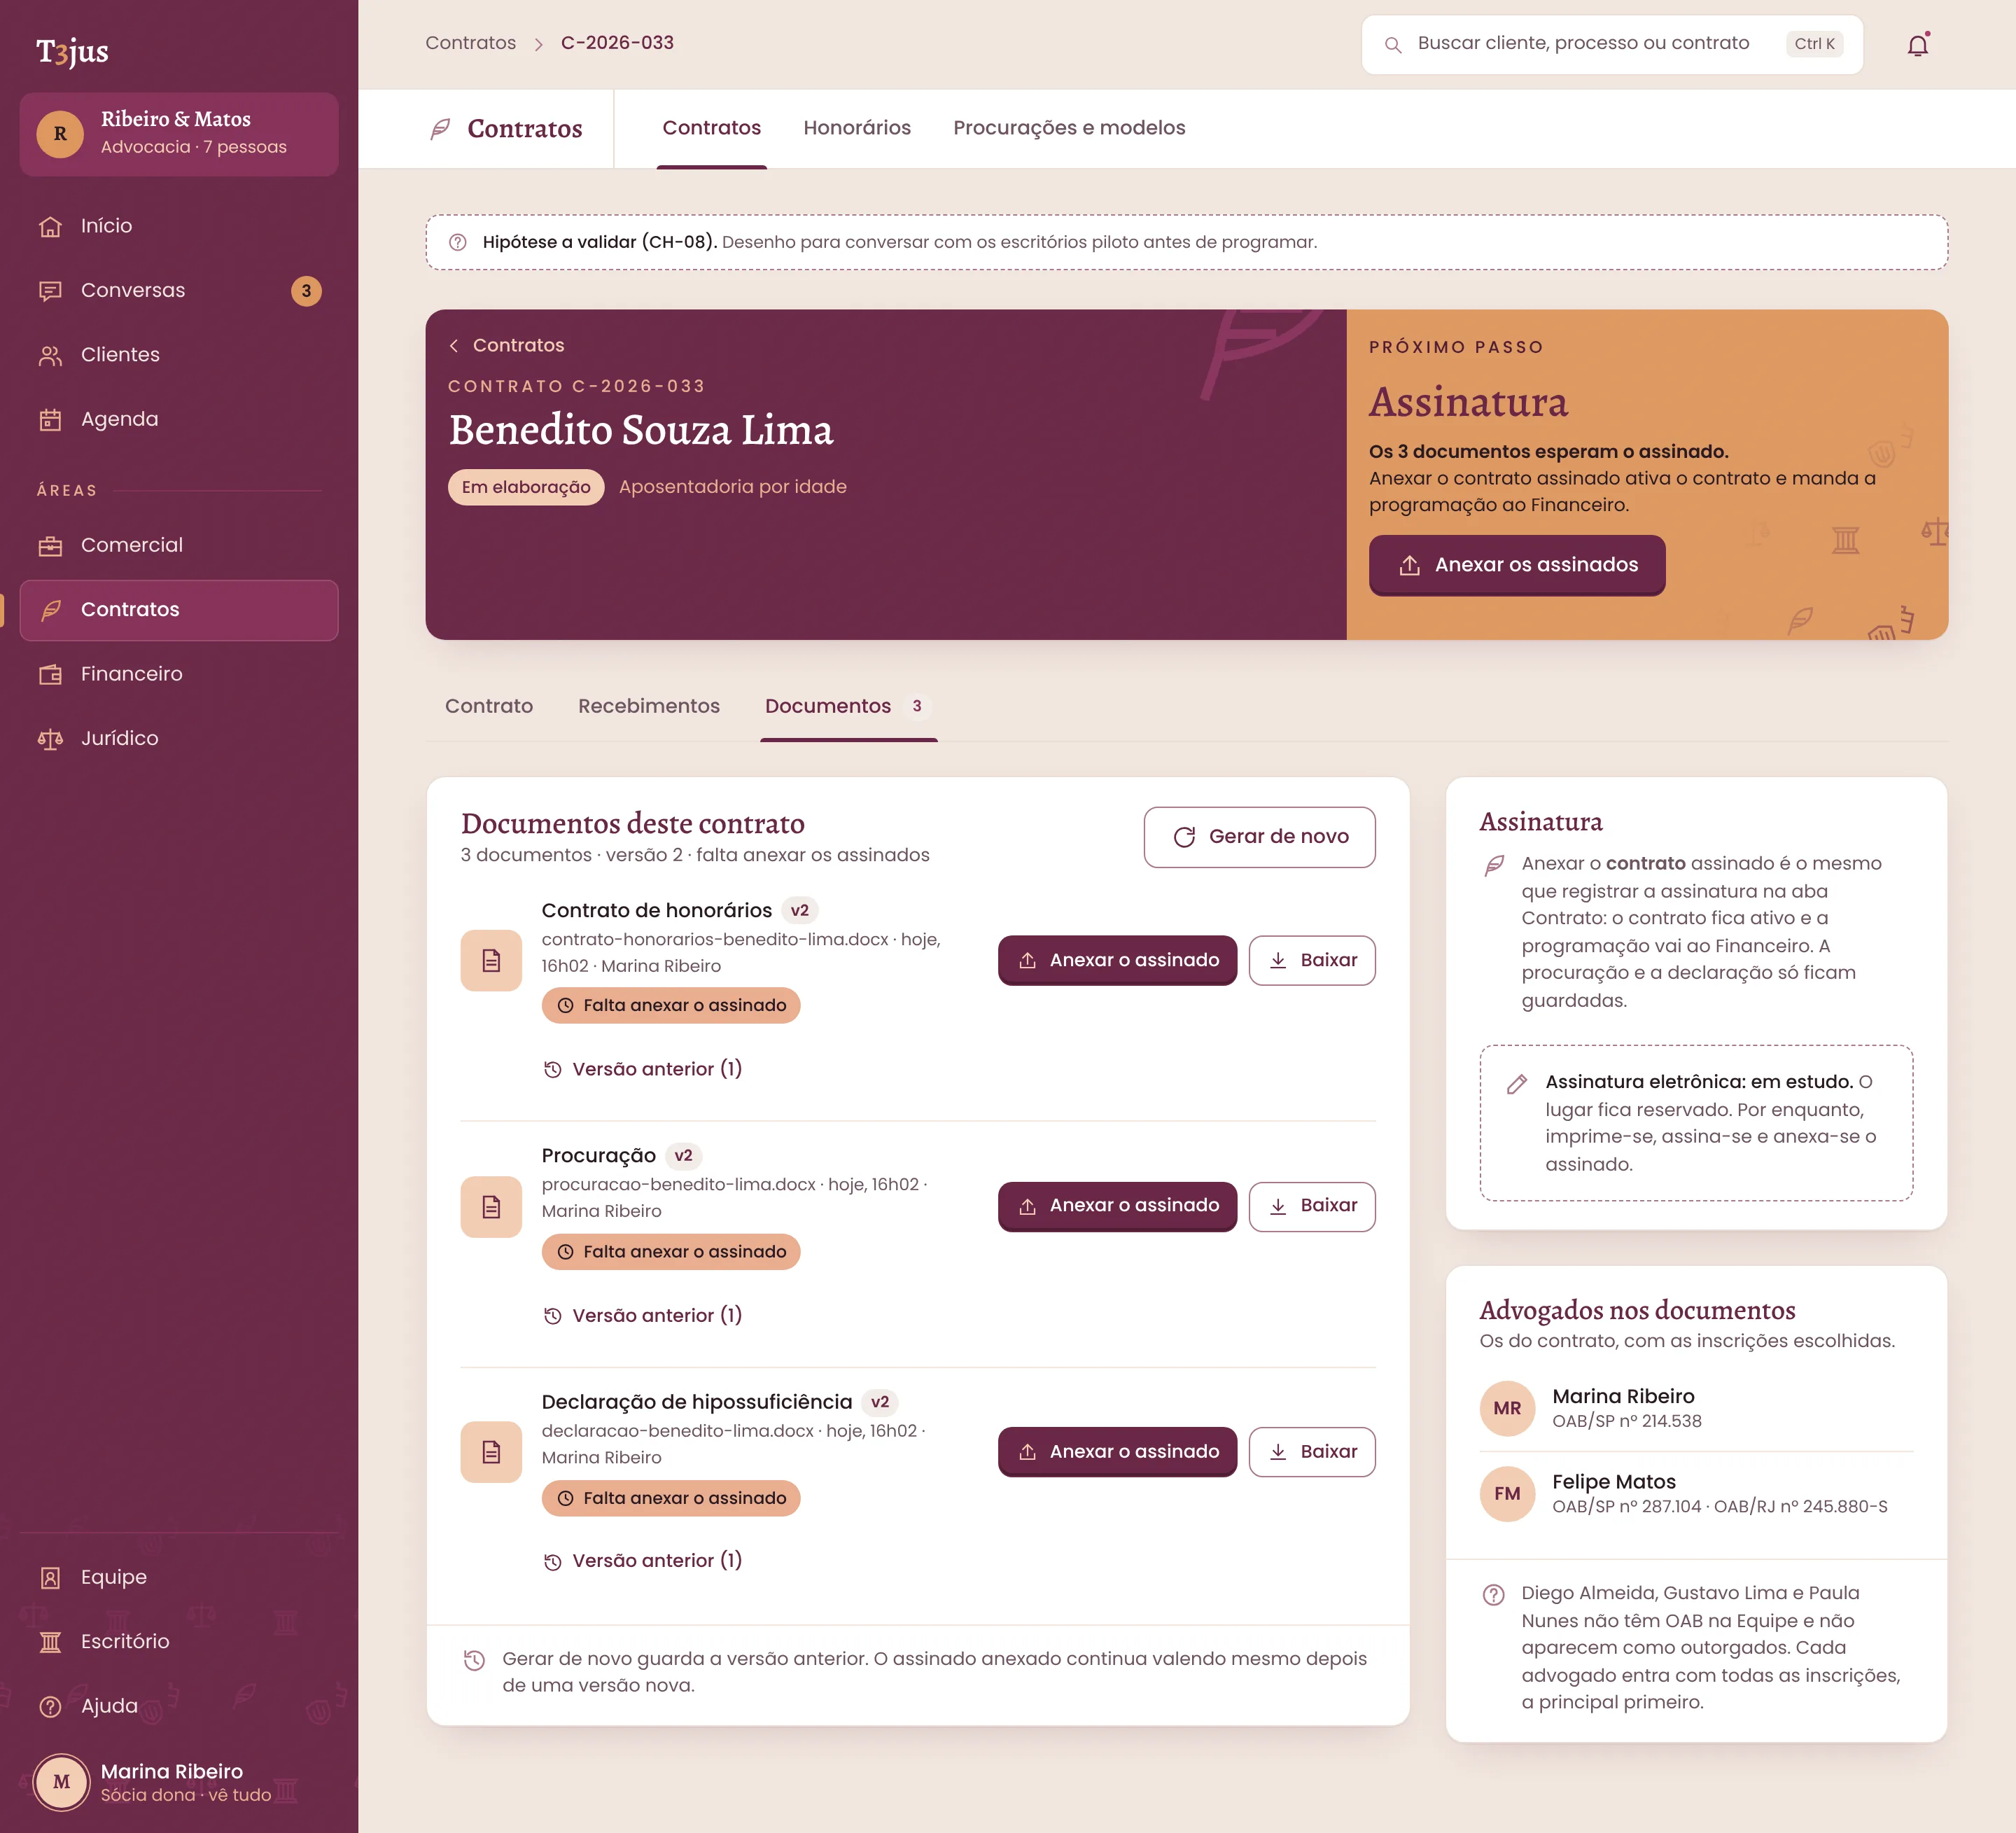 T3jus
R
Ribeiro & Matos
Advocacia · 7 pessoas
Início
Conversas
3
Clientes
Agenda
ÁREAS
Comercial
Contratos
Financeiro
Jurídico
Equipe
Escritório
Ajuda
M
Marina Ribeiro
Sócia dona · vê tudo
Contratos
C-2026-033
Buscar cliente, processo ou contrato
Ctrl K
Contratos
Contratos
Honorários
Procurações e modelos
Hipótese a validar (CH-08). Desenho para conversar com os escritórios piloto antes de programar.
Contratos
CONTRATO C-2026-033
Benedito Souza Lima
Em elaboração
Aposentadoria por idade
PRÓXIMO PASSO
Assinatura
Os 3 documentos esperam o assinado.
Anexar o contrato assinado ativa o contrato e manda a
programação ao Financeiro.
Anexar os assinados
Contrato
Recebimentos
Documentos
3
Documentos deste contrato
3 documentos · versão 2 · falta anexar os assinados
Gerar de novo
Contrato de honorários
v2
contrato-honorarios-benedito-lima.docx · hoje,
16h02 · Marina Ribeiro
Falta anexar o assinado
Anexar o assinado
Baixar
Versão anterior (1)
Procuração
v2
procuracao-benedito-lima.docx · hoje, 16h02 ·
Marina Ribeiro
Falta anexar o assinado
Anexar o assinado
Baixar
Versão anterior (1)
Declaração de hipossuficiência
v2
declaracao-benedito-lima.docx · hoje, 16h02 ·
Marina Ribeiro
Falta anexar o assinado
Anexar o assinado
Baixar
Versão anterior (1)
Gerar de novo guarda a versão anterior. O assinado anexado continua valendo mesmo depois
de uma versão nova.
Assinatura
Anexar o contrato assinado é o mesmo
que registrar a assinatura na aba
Contrato: o contrato fica ativo e a
programação vai ao Financeiro. A
procuração e a declaração só ficam
guardadas.
Assinatura eletrônica: em estudo. O
lugar fica reservado. Por enquanto,
imprime-se, assina-se e anexa-se o
assinado.
Advogados nos documentos
Os do contrato, com as inscrições escolhidas.
MR
Marina Ribeiro
OAB/SP nº 214.538
FM
Felipe Matos
OAB/SP nº 287.104 · OAB/RJ nº 245.880-S
Diego Almeida, Gustavo Lima e Paula
Nunes não têm OAB na Equipe e não
aparecem como outorgados. Cada
advogado entra com todas as inscrições,
a principal primeiro.